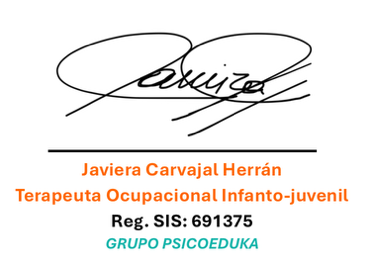 Javiera Carvajal Herrán
Terapeuta Ocupacional Infanto-juvenil
Reg. SIS: 691375
GRUPO PSICOEDUKA